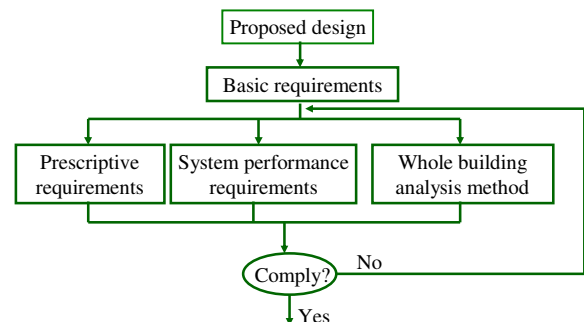 Proposed design
Basic requirements
Prescriptive
requirements
System performance
requirements
Whole building
analysis method
Comply?
No
Yes